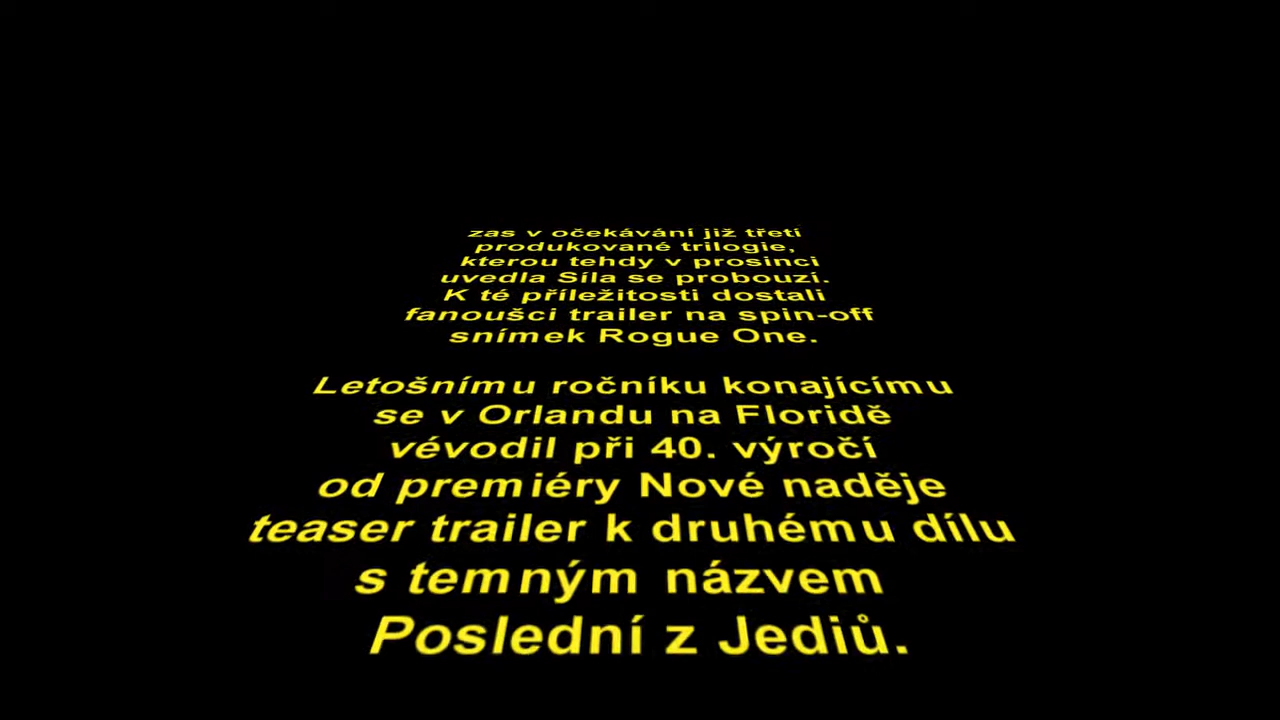 zas v očekávání již třetí
produkované trilogie,
kterou tehdy v prosinci
uvedla Síla se probouzí.
K té příležitosti dostali
fanoušci trailer na spin-off
snímek Rogue One.
Letošnímu ročníku konajícímu
se v Orlandu na Floridě
vévodil při 40. výročí
od premiéry Nové naděje
teaser trailer k druhému dílu
s temným názvem
Poslední z Jediů.